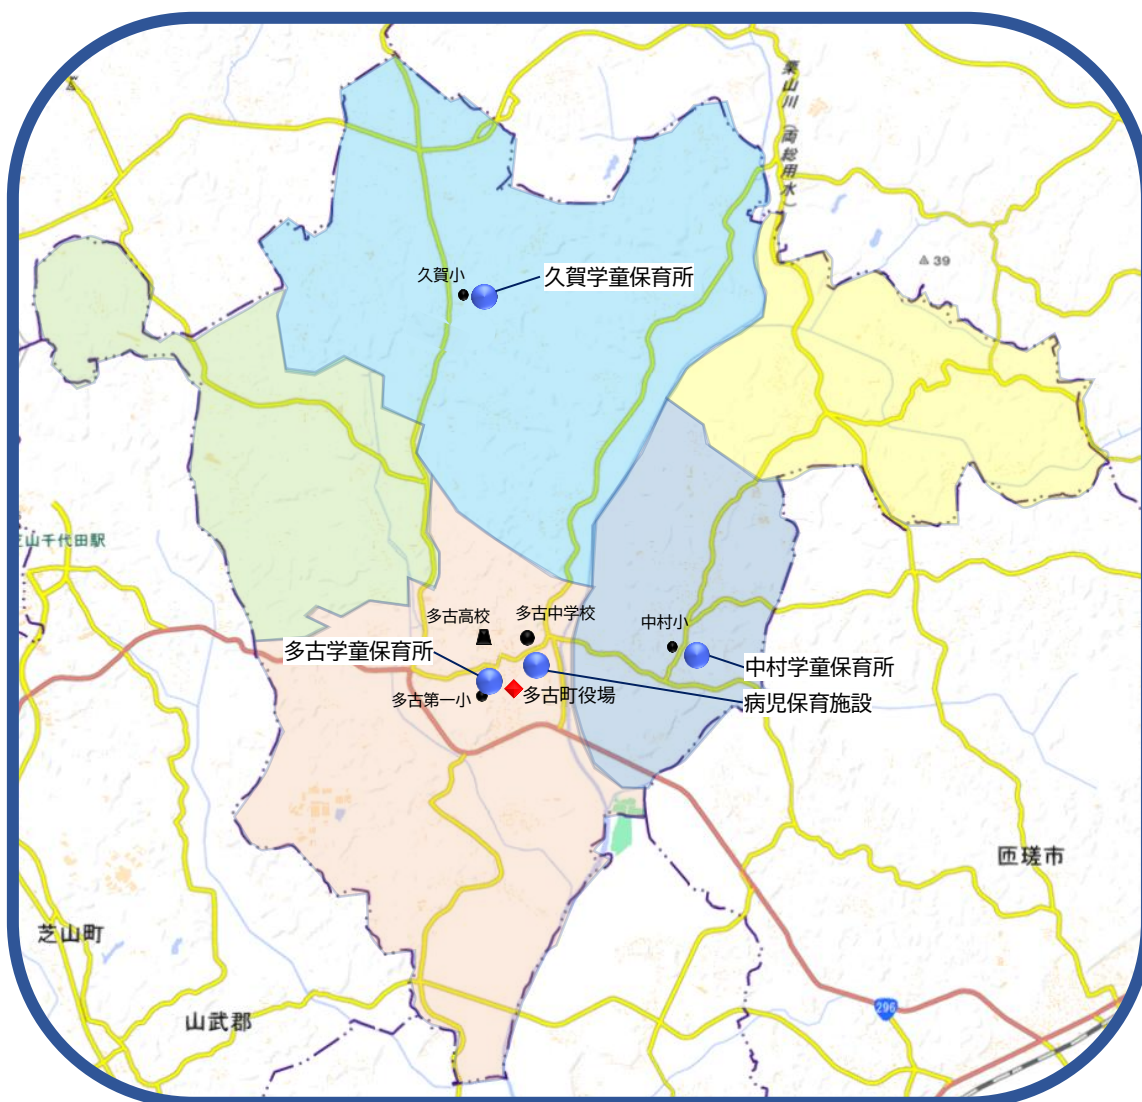 栗山川(両総用水)
39
久賀小
久賀学童保育所
芝山千代田駅
多古高校
多古中学校
中村小
多古学童保育所
中村学童保育所
多古第一小
多古町役場
病児保育施設
匝瑳市
芝山町
山武郡
296